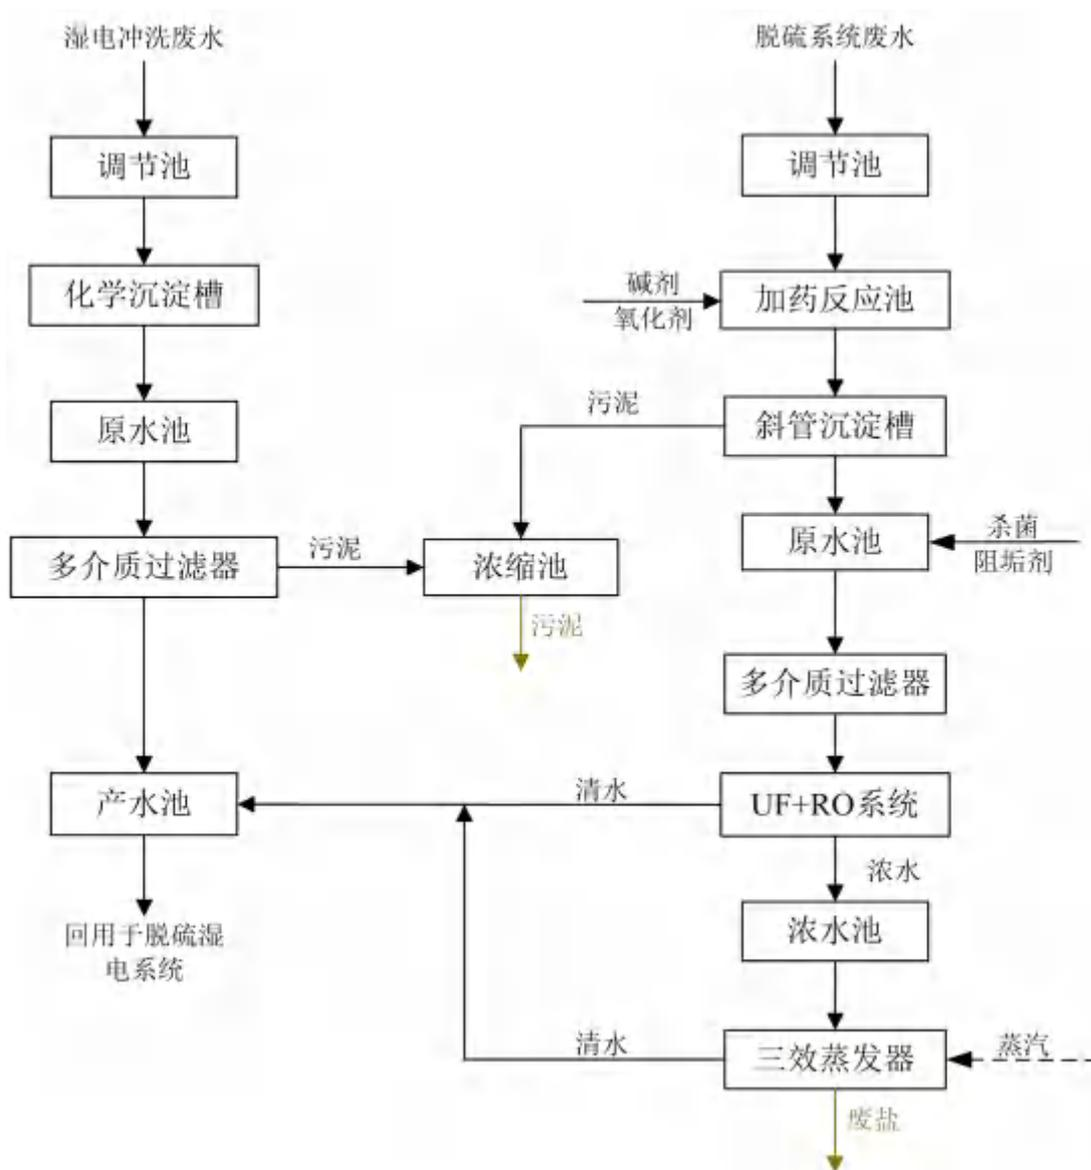 湿电冲洗废水
脱硫系统废水
调节池
调节池
化学沉淀槽
碱剂
氧化剂
加药反应池
原水池
污泥
斜管沉淀槽
多介质过滤器
污泥
浓缩池
原水池
杀菌
阻垢剂
污泥
多介质过滤器
产水池
清水
UF+RO系统
浓水
回用于脱硫湿
电系统
浓水池
清水
三效蒸发器
蒸汽
废盐